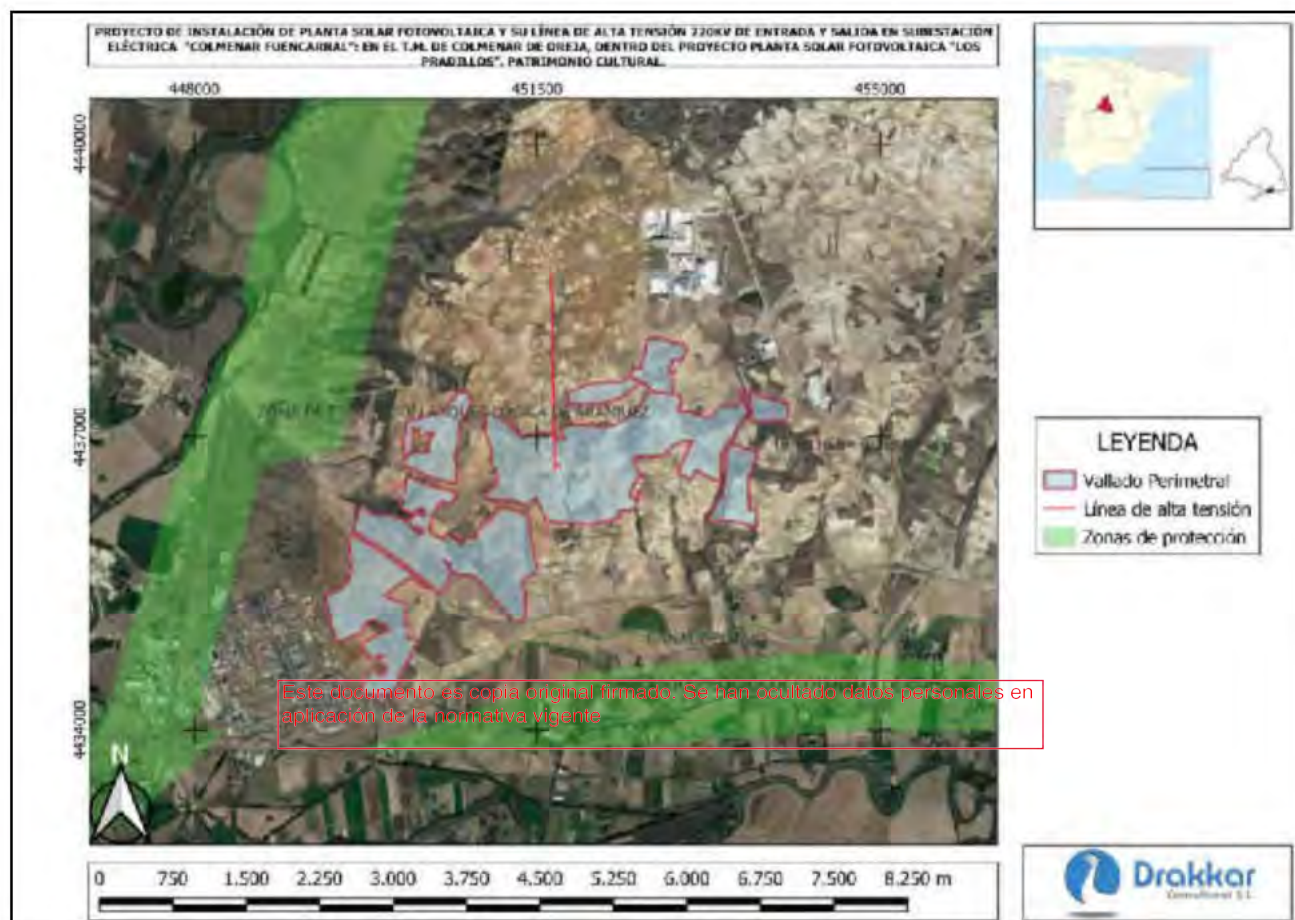 PROYECTO DE INSTALACIÓN DE PLANTA SOLAR FOTOVOLTAICA Y SU LÍNEA DE ALTA TENSIÓN 220KV DE ENTRADA Y SALIDA EN SUBESTACIÓN
ELÉCTRICA "COLMENAR FUENCARRAL": EN EL T.M. DE COLMENAR DE OREJA, DENTRO DEL PROYECTO PLANTA SOLAR FOTOVOLTAICA "LOS
PRADILLOS". PATRIMONIO CULTURAL.
448000 451500 455000
4440000
4437000
4434000
ZONA DE ARANJUEZ
Este documento es copia original firmado. Se han ocultado datos personales en
aplicación de la normativa vigente
N
0 750 1.500 2.250 3.000 3.750 4.500 5.250 6.000 6.750 7.500 8.250 m
LEYENDA
Vallado Perimetral
Línea de alta tensión
Zonas de protección
Drakkar
Consultores S.L.